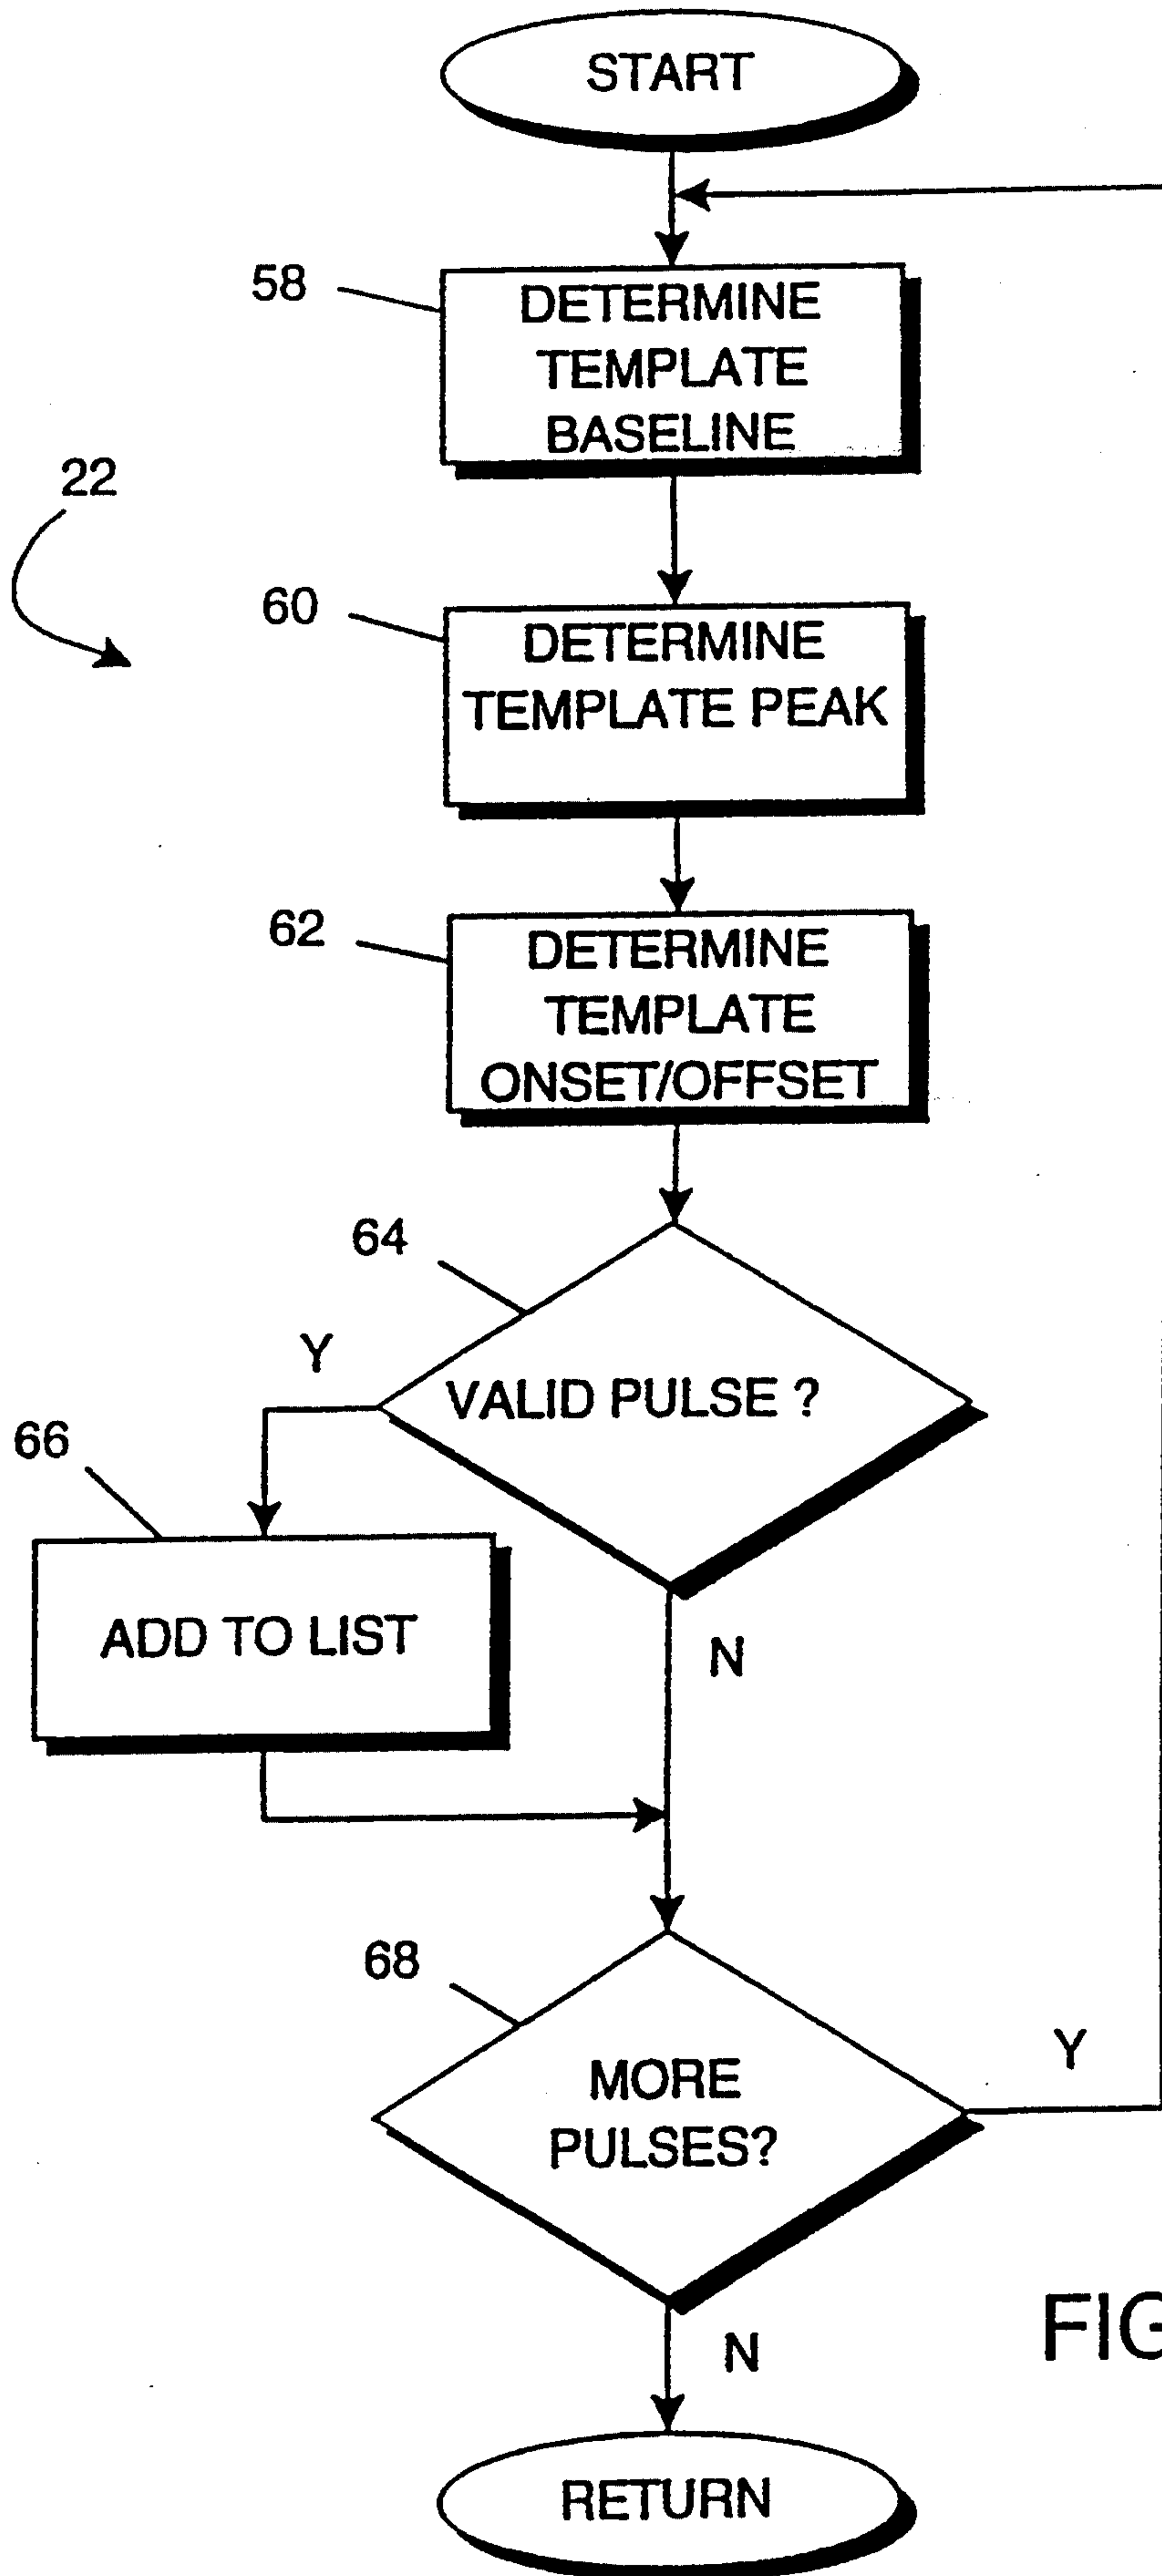 START
58
DETERMINE
TEMPLATE
BASELINE
22
60
DETERMINE
TEMPLATE PEAK
62
DETERMINE
TEMPLATE
ONSET/OFFSET
64
Y
VALID PULSE ?
66
ADD TO LIST
N
68
MORE
PULSES?
Y
FIG
N
RETURN